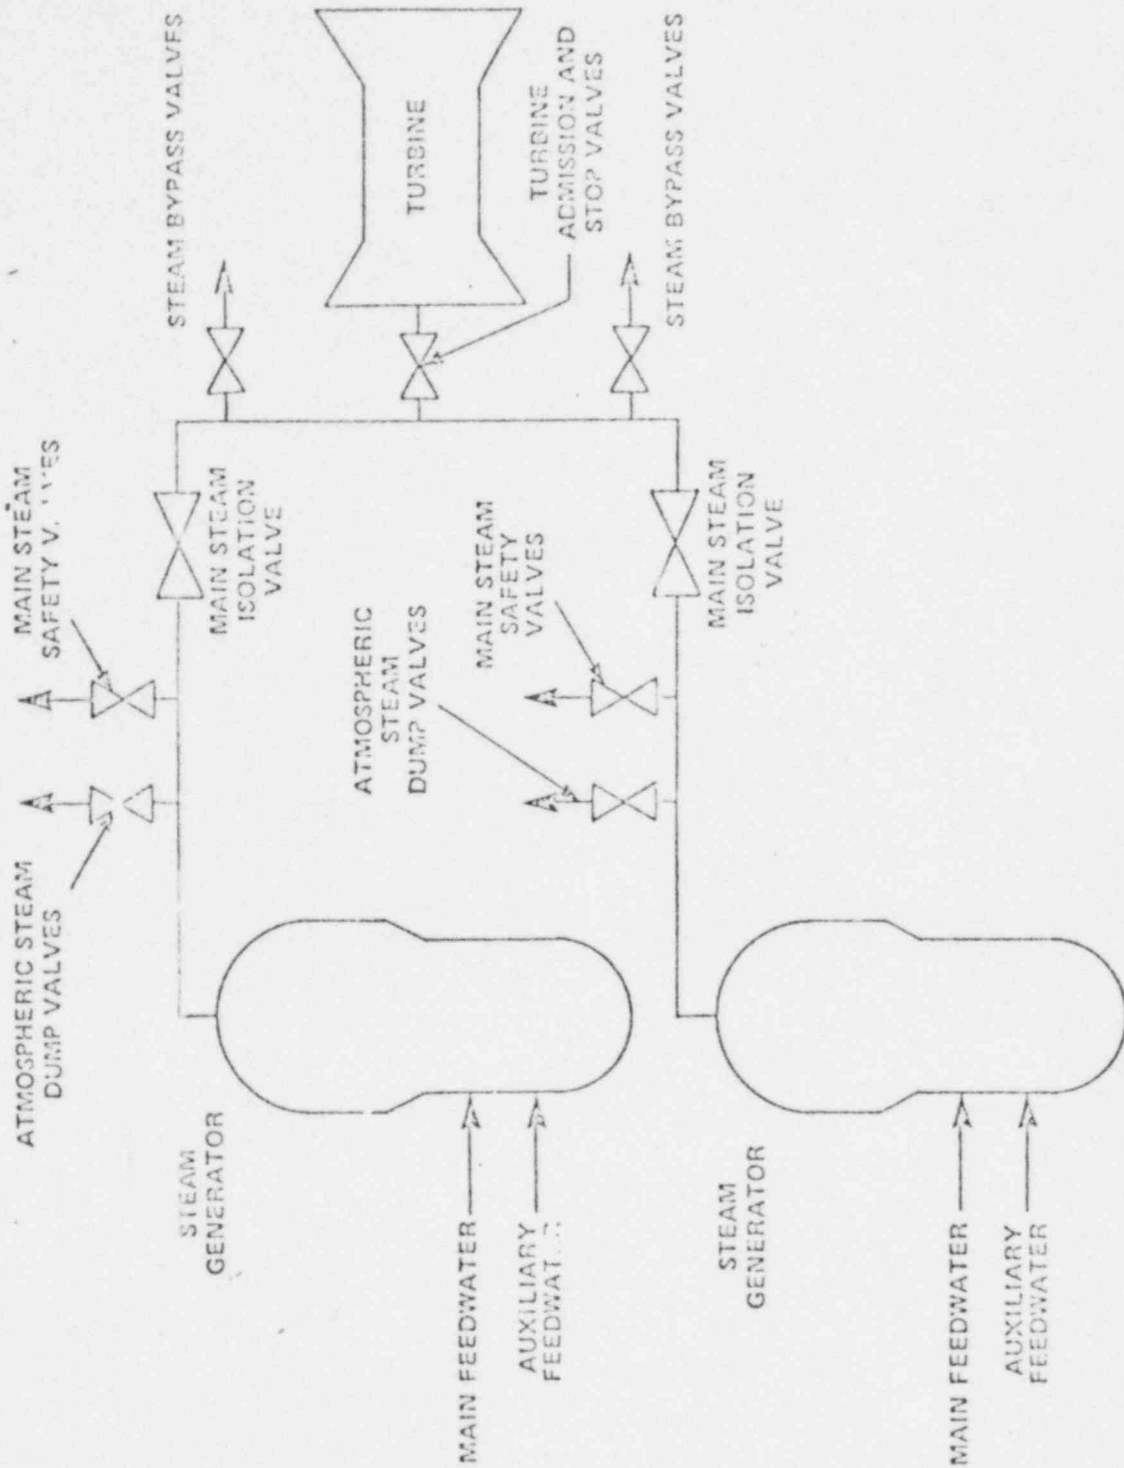 STEAM BYPASS VALVES
TURBINE
TURBINE
ADMISSION AND
STOP VALVES
STEAM BYPASS VALVES
MAIN STEAM
SAFETY
MAIN STEAM
ISOLATION
VALVE
MAIN STEAM
SAFETY
VALVES
MAIN STEAM
ISOLATION
VALVE
ATMOSPHERIC STEAM
DUMP VALVES
ATMOSPHERIC
STEAM
DUMP VALVES
STEAM
GENERATOR
MAIN FEEDWATER
AUXILIARY
STEAM
GENERATOR
MAIN FEEDWATER
AUXILIARY
FEEDWATER